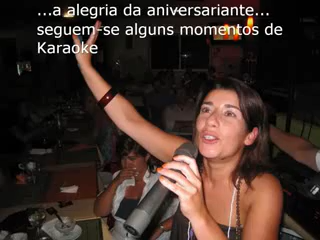 ...a alegria da aniversariante...
seguem-se alguns momentos de
Karaoke